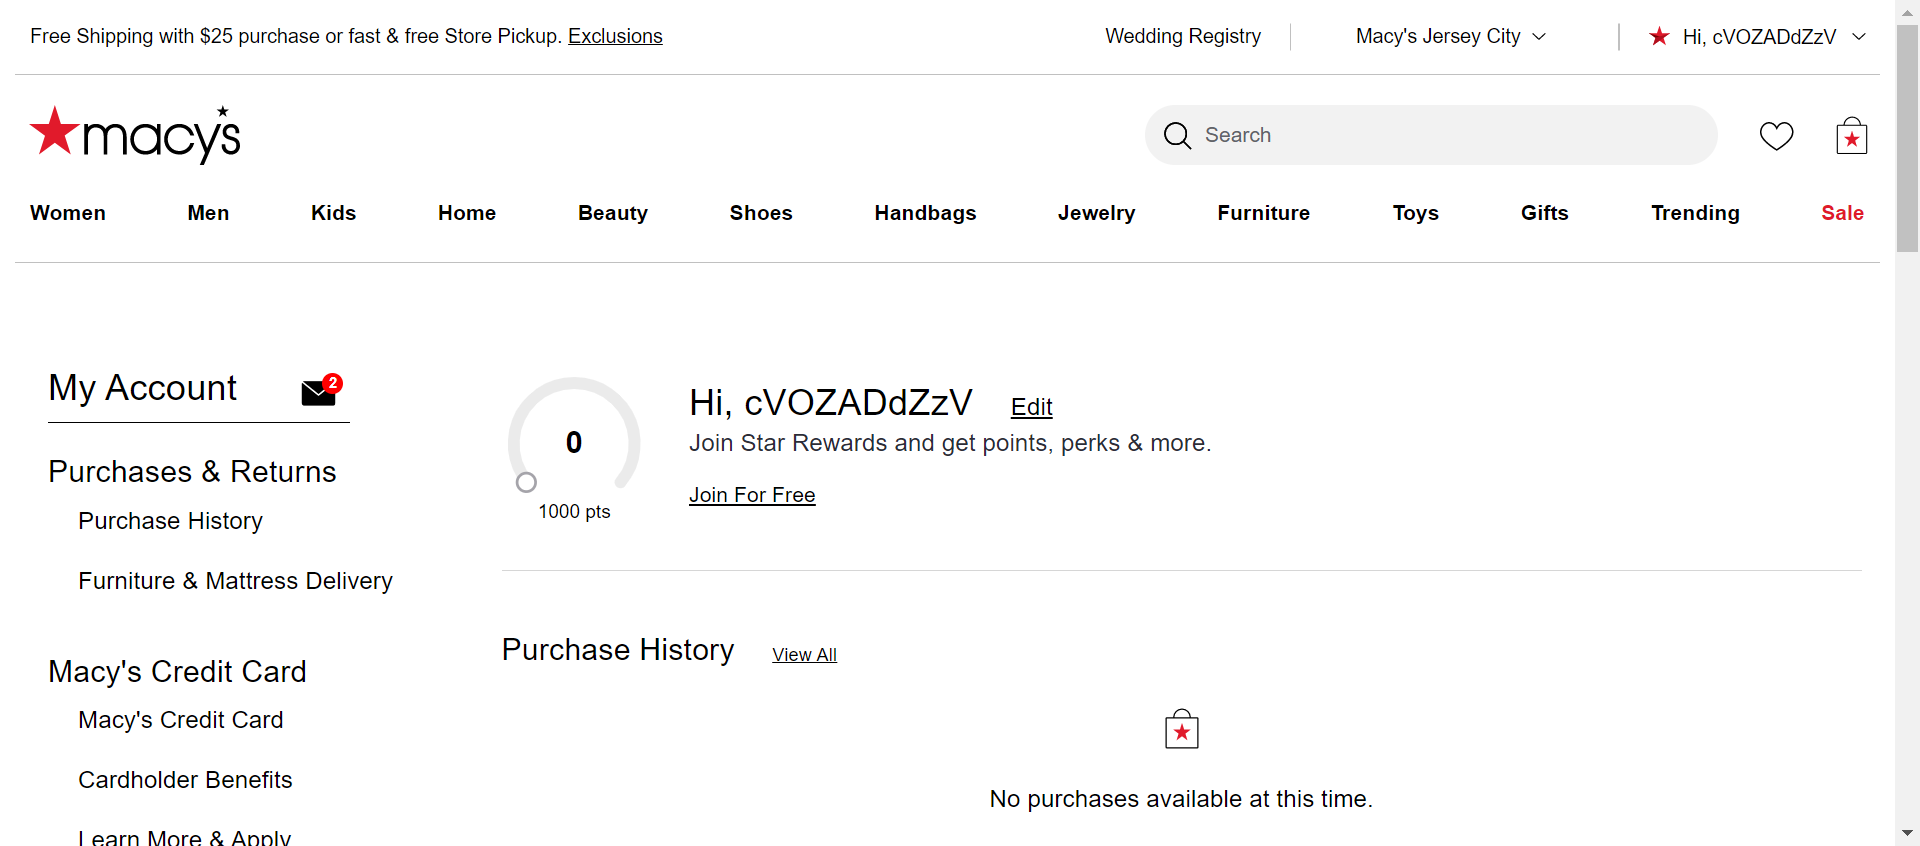 Free Shipping with $25 purchase or fast & free Store Pickup. Exclusions
Wedding Registry
Macy's Jersey City
Hi, cVOZADdZzV
macy's
Search
Women
Men
Kids
Home
Beauty
Shoes
Handbags
Jewelry
Furniture
Toys
Gifts
Trending
Sale
My Account
2
Purchases & Returns
Purchase History
Furniture & Mattress Delivery
Macy's Credit Card
Macy's Credit Card
Cardholder Benefits
Learn More & Apply
0
1000 pts
Hi, cVOZADdZzV Edit
Join Star Rewards and get points, perks & more.
Join For Free
Purchase History View All
No purchases available at this time.